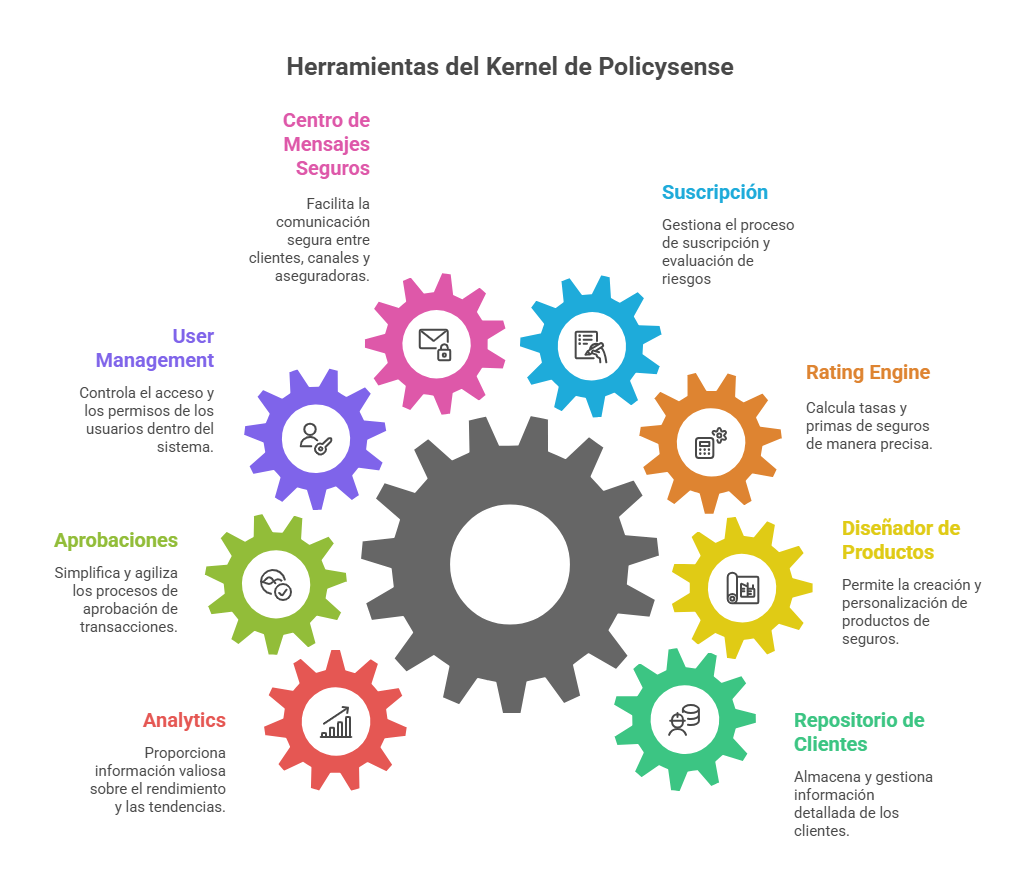 Herramientas del Kernel de Policysense
Centro de
Mensajes
Seguros
Facilita la
comunicación
segura entre
clientes, canales y
aseguradoras.
Suscripción
Gestiona el proceso
de suscripción y
evaluación de
riesgos
User
Management
Controla el acceso y
los permisos de los
usuarios dentro del
sistema.
Rating Engine
Calcula tasas y
primas de seguros
de manera precisa.
Aprobaciones
Simplifica y agiliza
los procesos de
aprobación de
transacciones.
Diseñador de
Productos
Permite la creación y
personalización de
productos de
seguros.
Analytics
Proporciona
información valiosa
sobre el rendimiento
y las tendencias.
Repositorio de
Clientes
Almacena y gestiona
información
detallada de los
clientes.